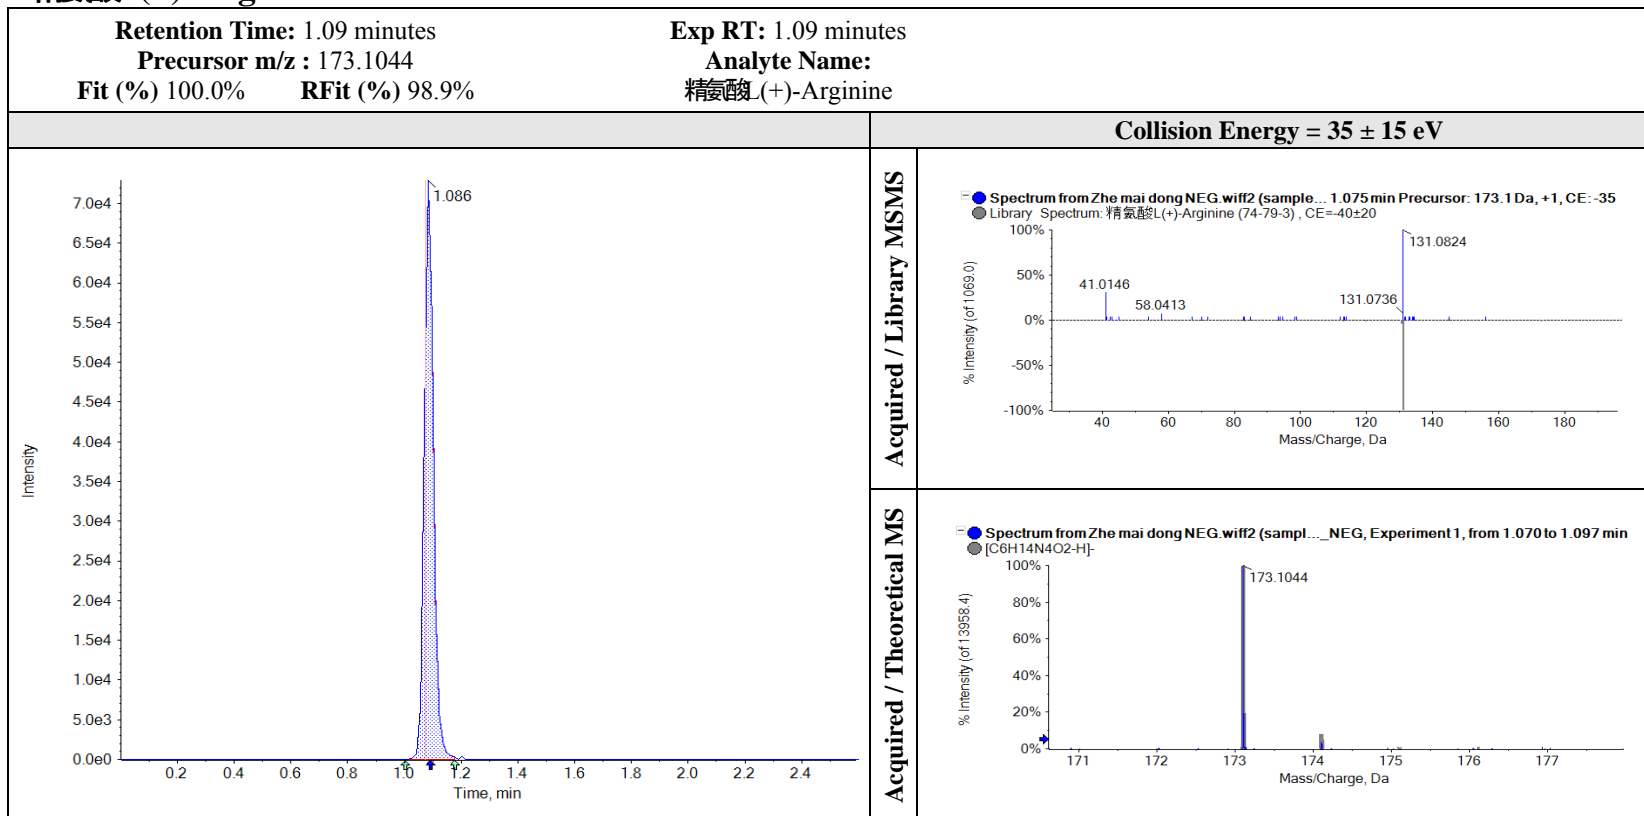 Retention Time: 1.09 minutes
Exp RT: 1.09 minutes
Precursor m/z : 173.1044
Analyte Name:
Fit (%) 100.0% RFit (%) 98.9%
精氨酸L(+)-Arginine
Collision Energy = 35 ± 15 eV
1.086
Intensity
7.0e4
6.5e4
6.0e4
5.5e4
5.0e4
4.5e4
4.0e4
3.5e4
3.0e4
2.5e4
2.0e4
1.5e4
1.0e4
5.0e3
0.0e0
0.2 0.4 0.6 0.8 1.0 1.2 1.4 1.6 1.8 2.0 2.2 2.4
Time, min
Acquired / Library MSMS
Spectrum from Zhe mai dong NEG.wiff2 (sample... 1.075 min Precursor: 173.1 Da, +1, CE: -35
Library Spectrum: 精氨酸L(+)-Arginine (74-79-3) , CE=-40±20
% Intensity (of 1069.0)
100%
50%
0%
-50%
-100%
131.0824
41.0146
58.0413
131.0736
40 60 80 100 120 140 160 180
Mass/Charge, Da
Acquired / Theoretical MS
Spectrum from Zhe mai dong NEG.wiff2 (sampl..._NEG, Experiment 1, from 1.070 to 1.097 min
[C6H14N4O2-H]-
% Intensity (of 13958.4)
100%
80%
60%
40%
20%
0%
173.1044
171 172 173 174 175 176 177
Mass/Charge, Da